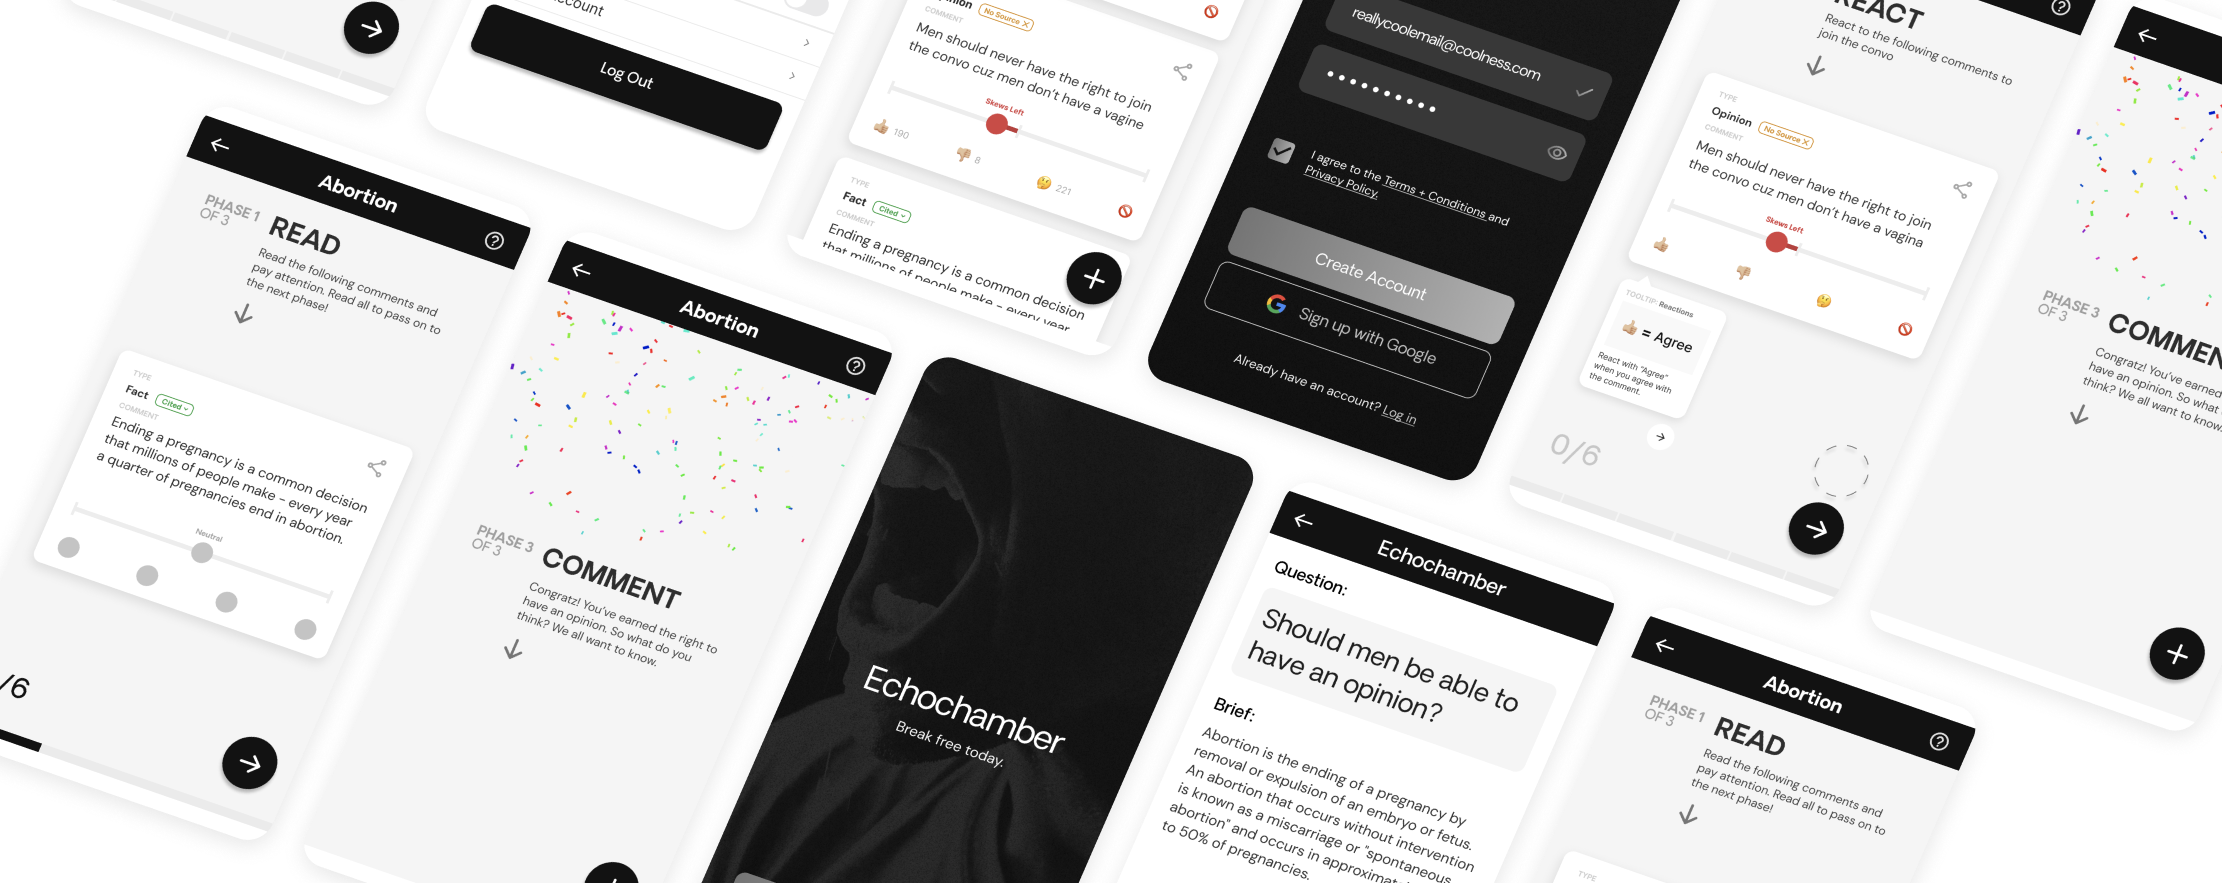 Log Out
Abortion
PHASE 1
OF 3
READ
Read the following comments and
pay attention. Read all to pass on to
the next phase!
TYPE
Fact
Cited
COMMENT
Ending a pregnancy is a common decision
that millions of people make - every year
a quarter of pregnancies end in abortion.
Neutral
/6
Abortion
PHASE 3
OF 3
COMMENT
Congratz! You've earned the right to
have an opinion. So what do you
think? We all want to know.
No Source X
COMMENT
Men should never have the right to join
the convo cuz men don't have a vagine
Skews Left
190
8
221
TYPE
Fact
Cited
COMMENT
Ending a pregnancy is a common decision
that millions of people make - every year
Echochamber
Break free today.
reallycoolemail@coolness.com
I agree to the Terms + Conditions and
Privacy Policy.
Create Account
Sign up with Google
Already have an account? Log in
Echochamber
Question:
Should men be able to
have an opinion?
Brief:
Abortion is the ending of a pregnancy by
removal or expulsion of an embryo or fetus.
An abortion that occurs without intervention
is known as a miscarriage or "spontaneous
abortion" and occurs in
to 50% of pregnancies.
REACT
React to the following comments to
join the convo
TYPE
Opinion
No Source X
COMMENT
Men should never have the right to join
the convo cuz men don't have a vagina
Skews Left
TOOLTIP: Reactions
= Agree
React with "Agree"
when you agree with
the comment.
0/6
Abortion
PHASE 1
OF 3
READ
Read the following comments and
pay attention. Read all to pass on to
the next phase!
TYPE
PHASE 3
OF 3
COMMEN
Congratz! You've earned
have an opinion. So what
think? We all want to know.